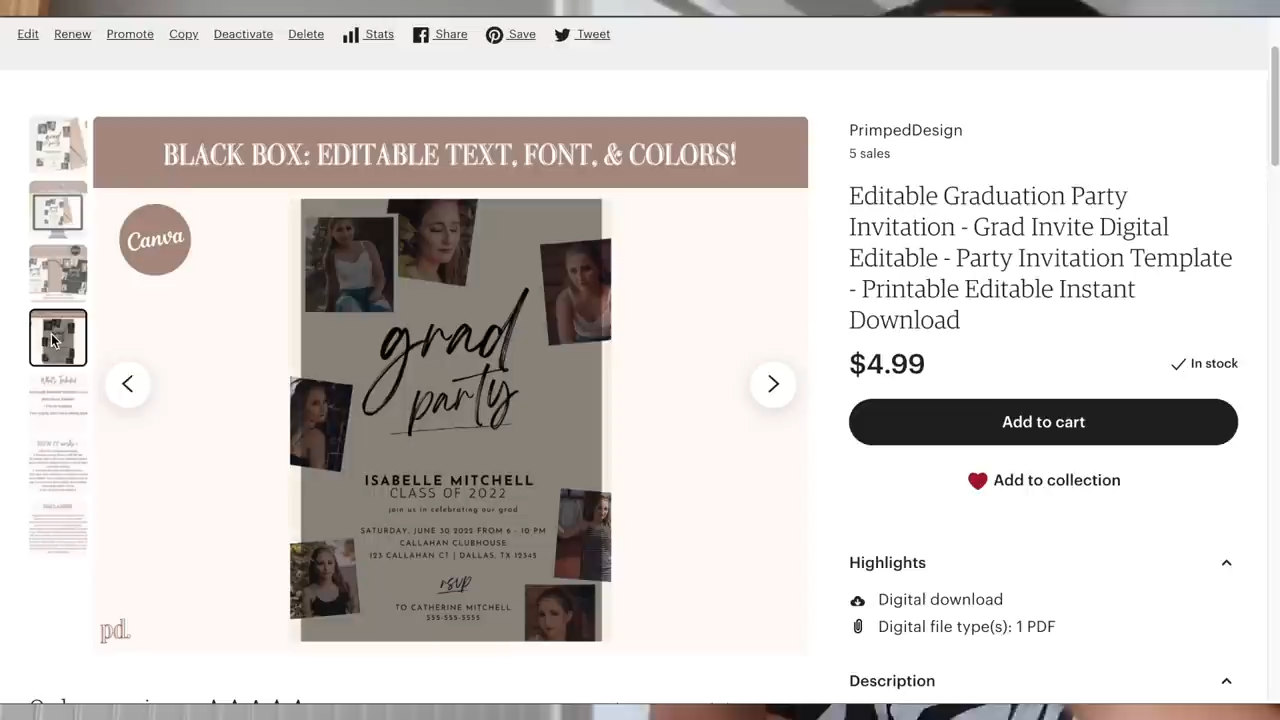 Edit Renew Promote Copy Deactivate Delete Stats Share Save Tweet
BLACK BOX: EDITABLE TEXT, FONT, & COLORS!
Canva
grad
party
ISABELLE MITCHELL
CLASS OF 2022
join us in celebrating our grad
SATURDAY, JUNE 30 2022 FROM 6 - 10 PM
CALLAHAN CLUBHOUSE
123 CALLAHAN CT | DALLAS, TX 12345
rsvp
TO CATHERINE MITCHELL
555-555-5555
pd.
PrimpedDesign
5 sales
Editable Graduation Party
Invitation - Grad Invite Digital
Editable - Party Invitation Template
- Printable Editable Instant
Download
$4.99
In stock
Add to cart
Add to collection
Highlights
Digital download
Digital file type(s): 1 PDF
Description